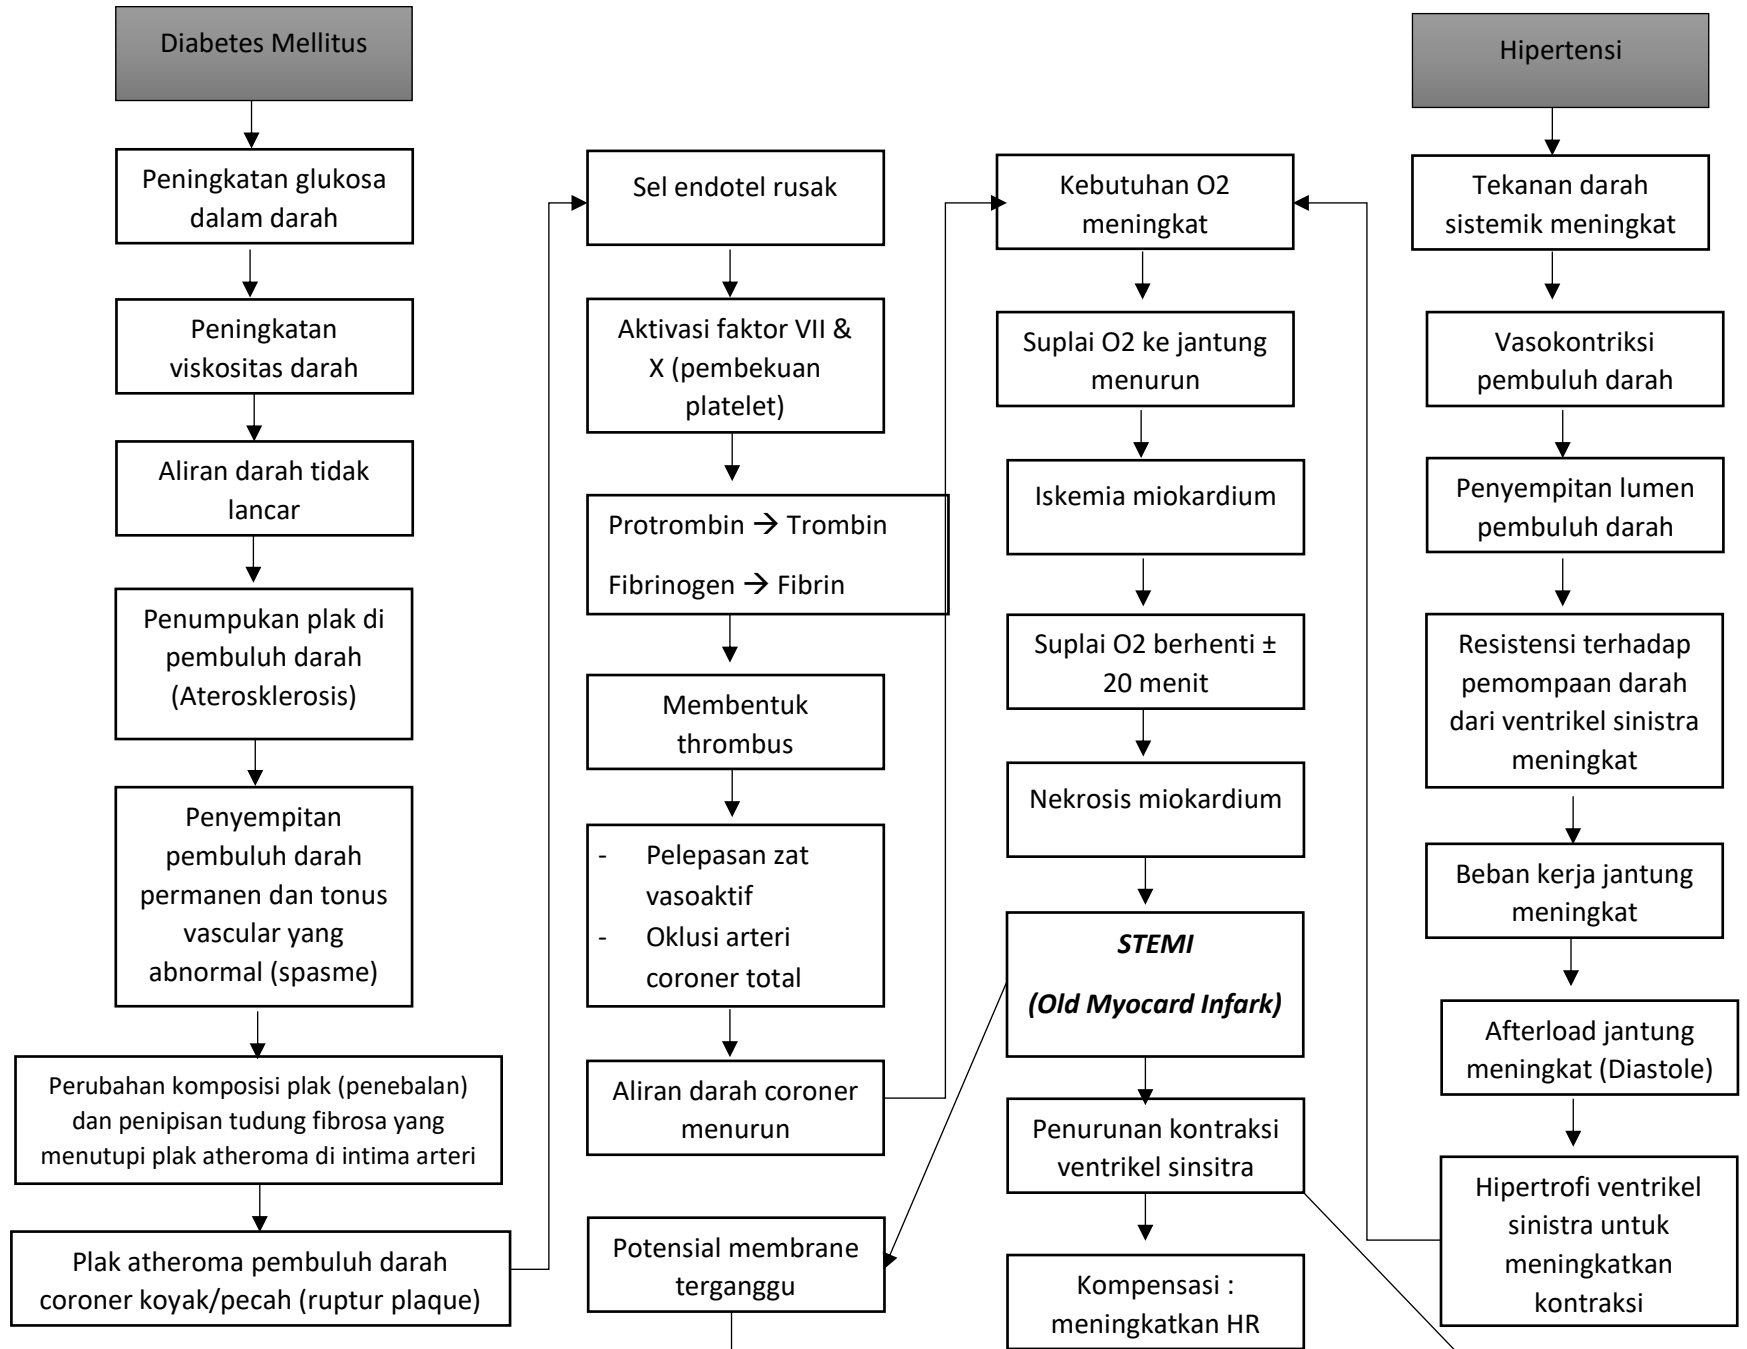 Diabetes Mellitus
Peningkatan glukosa
dalam darah
Peningkatan
viskositas darah
Aliran darah tidak
lancar
Penumpukan plak di
pembuluh darah
(Aterosklerosis)
Penyempitan
pembuluh darah
permanen dan tonus
vascular yang
abnormal (spasme)
Perubahan komposisi plak (penebalan)
dan penipisan tudung fibrosa yang
menutupi plak atheroma di intima arteri
Plak atheroma pembuluh darah
coroner koyak/pecah (ruptur plaque)
Sel endotel rusak
Aktivasi faktor VII &
X (pembekuan
platelet)
Protrombin → Trombin
Fibrinogen → Fibrin
Membentuk
thrombus
- Pelepasan zat
vasoaktif
- Oklusi arteri
coroner total
Aliran darah coroner
menurun
Potensial membrane
terganggu
Kebutuhan O2
meningkat
Suplai O2 ke jantung
menurun
Iskemia miokardium
Suplai O2 berhenti ±
20 menit
Nekrosis miokardium
STEMI
(Old Myocard Infark)
Penurunan kontraksi
ventrikel sinsitra
Kompensasi :
meningkatkan HR
Hipertensi
Tekanan darah
sistemik meningkat
Vasokontriksi
pembuluh darah
Penyempitan lumen
pembuluh darah
Resistensi terhadap
pemompaan darah
dari ventrikel sinistra
meningkat
Beban kerja jantung
meningkat
Afterload jantung
meningkat (Diastole)
Hipertrofi ventrikel
sinistra untuk
meningkatkan
kontraksi